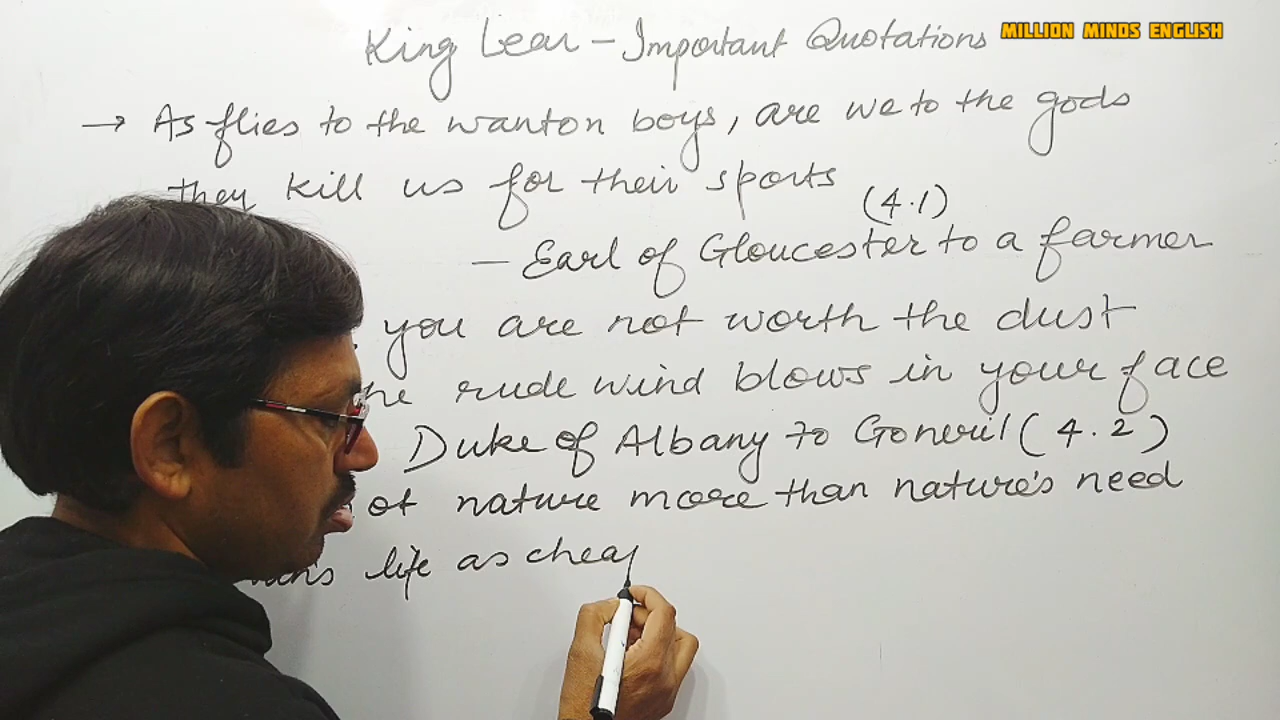 King Lear - Important Quotations
MILLION MINDS ENGLISH
→ As flies to the wanton boys, are we to the gods
they kill us for their sports
(4.1)
- Earl of Gloucester to a farmer
you are not worth the dust
rude wind blows in your face
Duke of Albany to Goneril (4.2)
ot nature more than nature's need
life as cheap